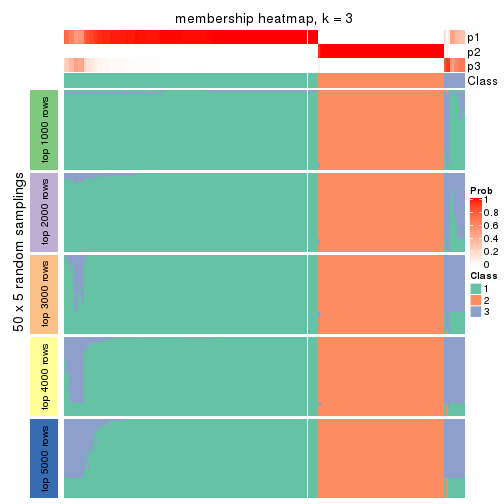 membership heatmap, k = 3
p1
p2
p3
Class
50 x 5 random samplings
top 1000 rows
top 2000 rows
top 3000 rows
top 4000 rows
top 5000 rows
Prob
1
0.8
0.6
0.4
0.2
0
Class
1
2
3